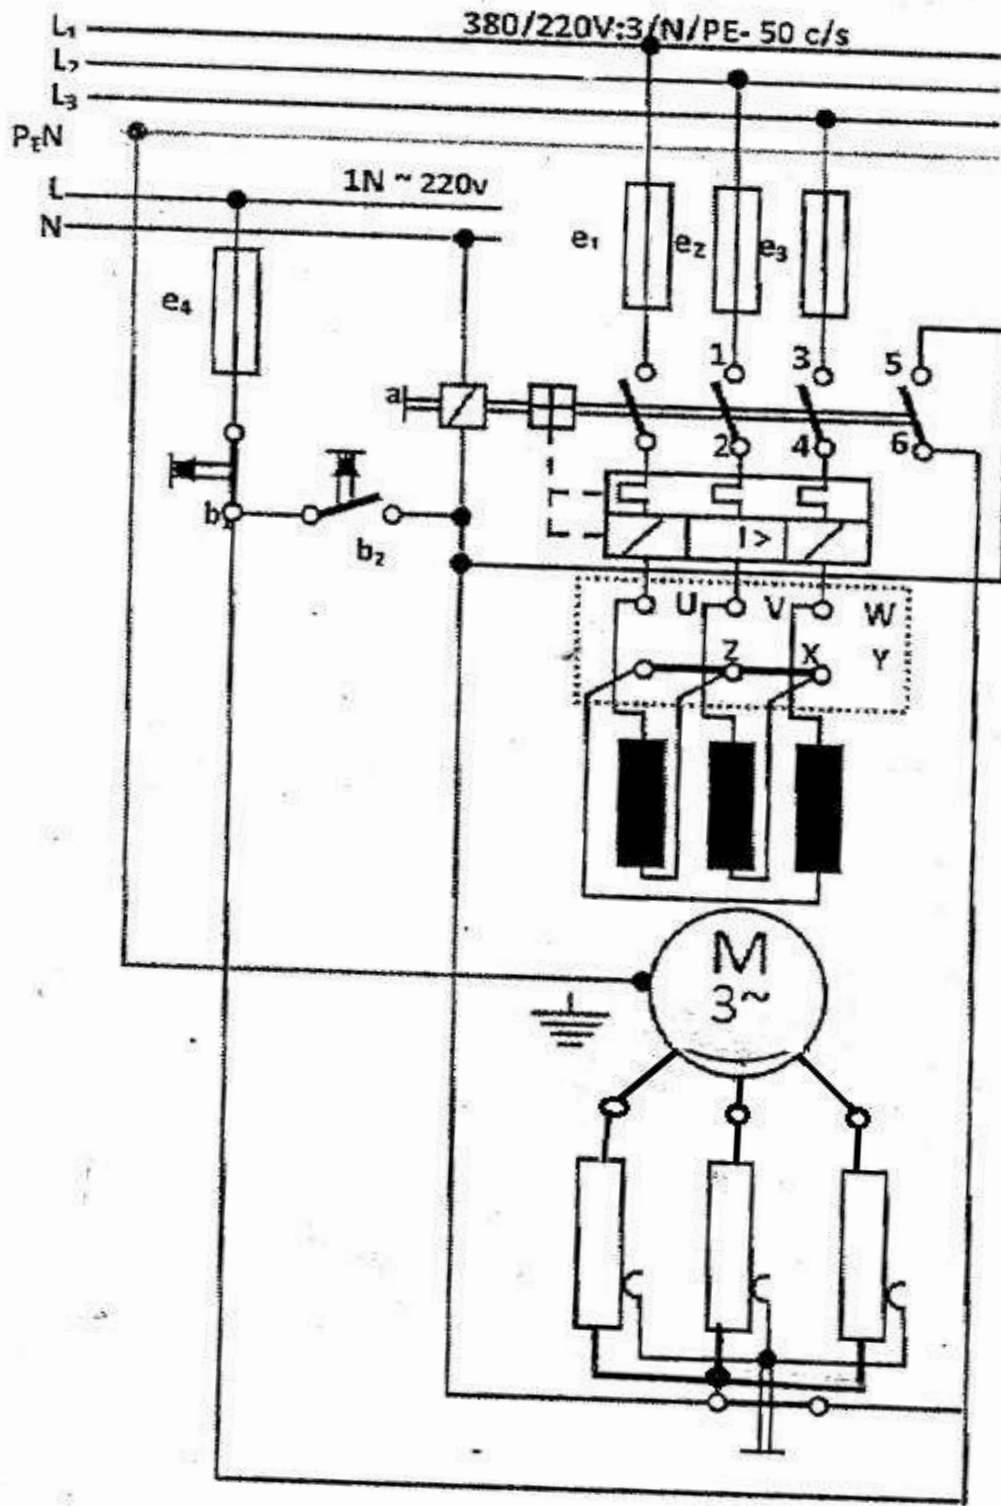 380/220V:3/N/PE- 50 c/s
L₁
L₂
L₃
PᴇN
L 1N ~ 220v
N
e₁ e₂ e₃
e₄
1 3 5
a
2 4 6
b₁
b₂
I >
U V W
Z X Y
M
3~